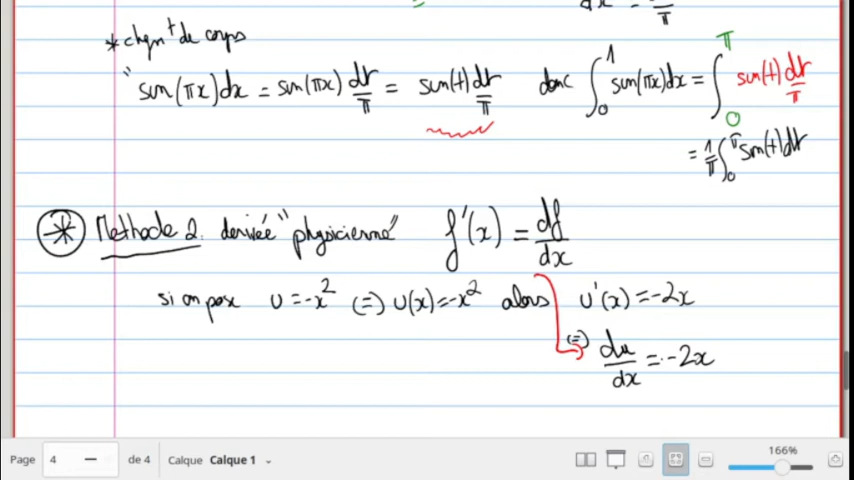 * chgmt de corps
"sin(πx)dx = sin(πx) dt/π = sin(t) dt/π donc ∫₀¹ sin(πx)dx = ∫₀^π sin(t) dt/π
= 1/π ∫₀^π sin(t)dt
* Methode 2. derivée "physicienne" f'(x) = df/dx
si on pose u = -x² (=) u(x) = -x² alors u'(x) = -2x
(=) du/dx = -2x
Page 4 de 4 Calque Calque 1 166%